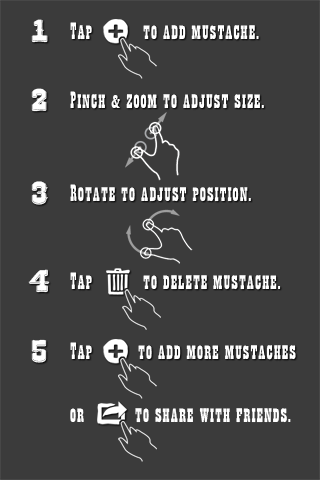 1 TAP TO ADD MUSTACHE.
2 PINCH & ZOOM TO ADJUST SIZE.
3 ROTATE TO ADJUST POSITION.
4 TAP TO DELETE MUSTACHE.
5 TAP TO ADD MORE MUSTACHES
OR TO SHARE WITH FRIENDS.